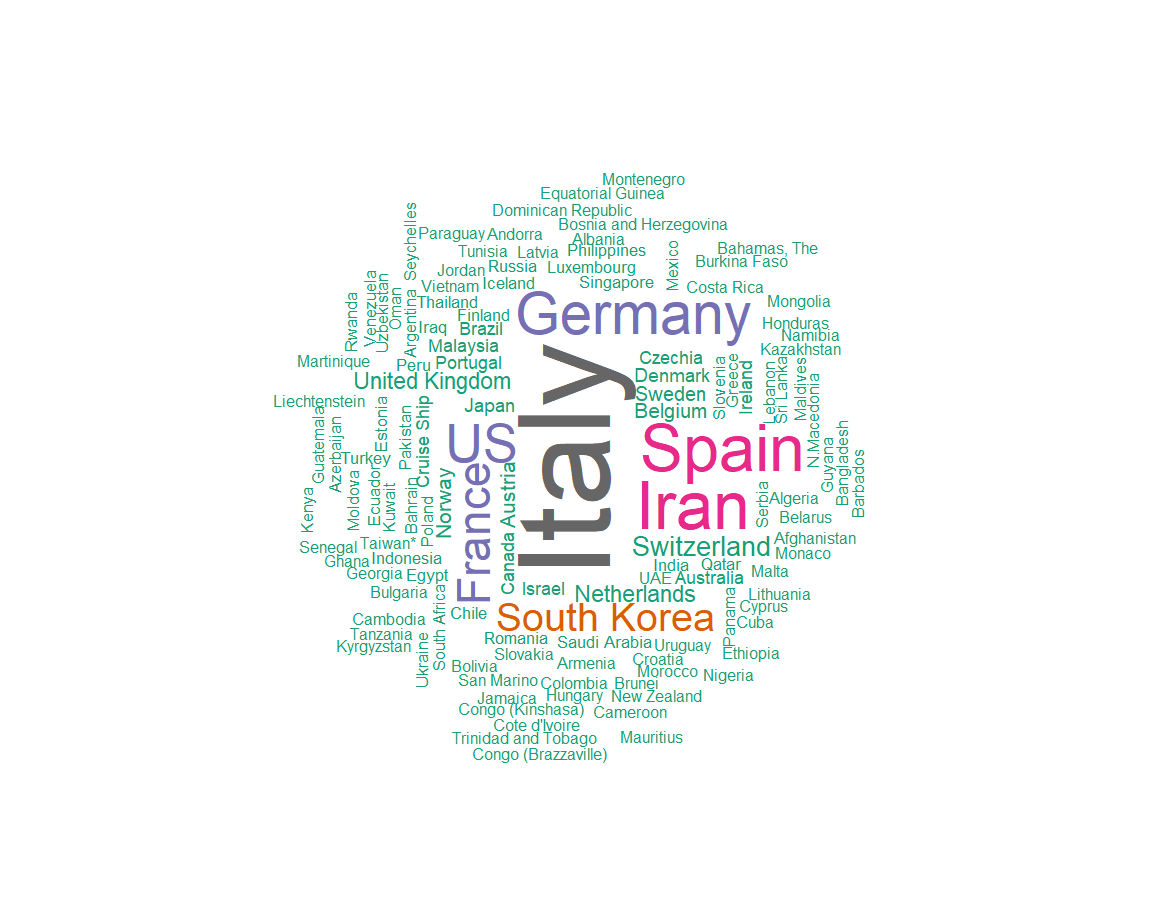 Montenegro
Equatorial Guinea
Dominican Republic
Bosnia and Herzegovina
Seychelles
Paraguay
Andorra
Albania
Tunisia
Latvia
Philippines
Mexico
Bahamas, The
Burkina Faso
Jordan
Russia
Luxembourg
Vietnam
Iceland
Singapore
Costa Rica
Rwanda
Venezuela
Uzbekistan
Oman
Argentina
Thailand
Finland
Germany
Mongolia
Iraq
Brazil
Honduras
Namibia
Malaysia
Kazakhstan
Martinique
Peru
Portugal
Czechia
United Kingdom
Denmark
Slovenia
Greece
Ireland
Lebanon
Sri Lanka
Maldives
N.Macedonia
Liechtenstein
Japan
Sweden
Belgium
Italy
Guatemala
Azerbaijan
Estonia
Pakistan
Cruise Ship
US
Spain
Guyana
Bangladesh
Barbados
Turkey
Kenya
Moldova
Ecuador
Kuwait
Bahrain
Poland
Norway
France
Canada
Austria
Iran
Serbia
Algeria
Belarus
Senegal
Taiwan*
Switzerland
Afghanistan
Ghana
Indonesia
Monaco
Georgia
Egypt
India
Qatar
Malta
UAE
Australia
Bulgaria
Israel
Netherlands
Lithuania
Cyprus
Panama
Cuba
Cambodia
South Africa
Chile
South Korea
Tanzania
Kyrgyzstan
Ukraine
Romania
Saudi Arabia
Uruguay
Slovakia
Armenia
Croatia
Ethiopia
Bolivia
Morocco
Nigeria
San Marino
Colombia
Brunei
Jamaica
Hungary
New Zealand
Congo (Kinshasa)
Cameroon
Cote d'Ivoire
Trinidad and Tobago
Mauritius
Congo (Brazzaville)